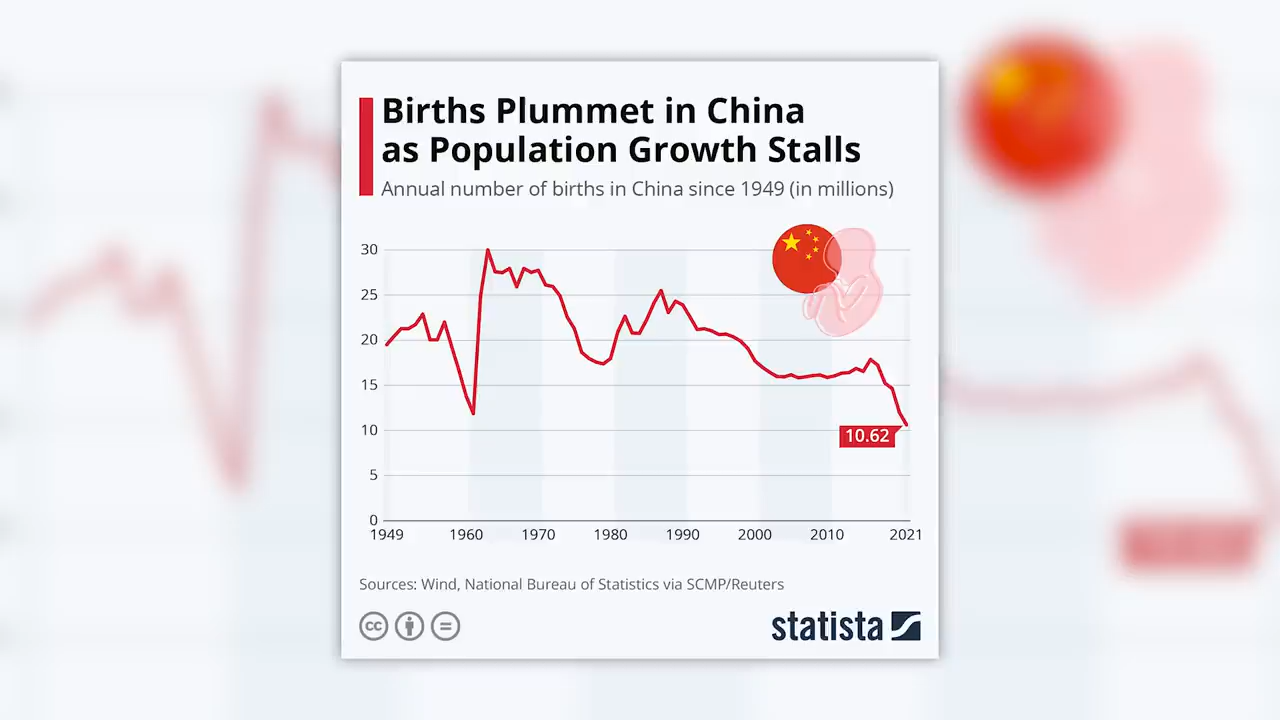 Births Plummet in China
as Population Growth Stalls
Annual number of births in China since 1949 (in millions)
30
25
20
15
10
5
0
10.62
1949 1960 1970 1980 1990 2000 2010 2021
Sources: Wind, National Bureau of Statistics via SCMP/Reuters
cc
=
statista